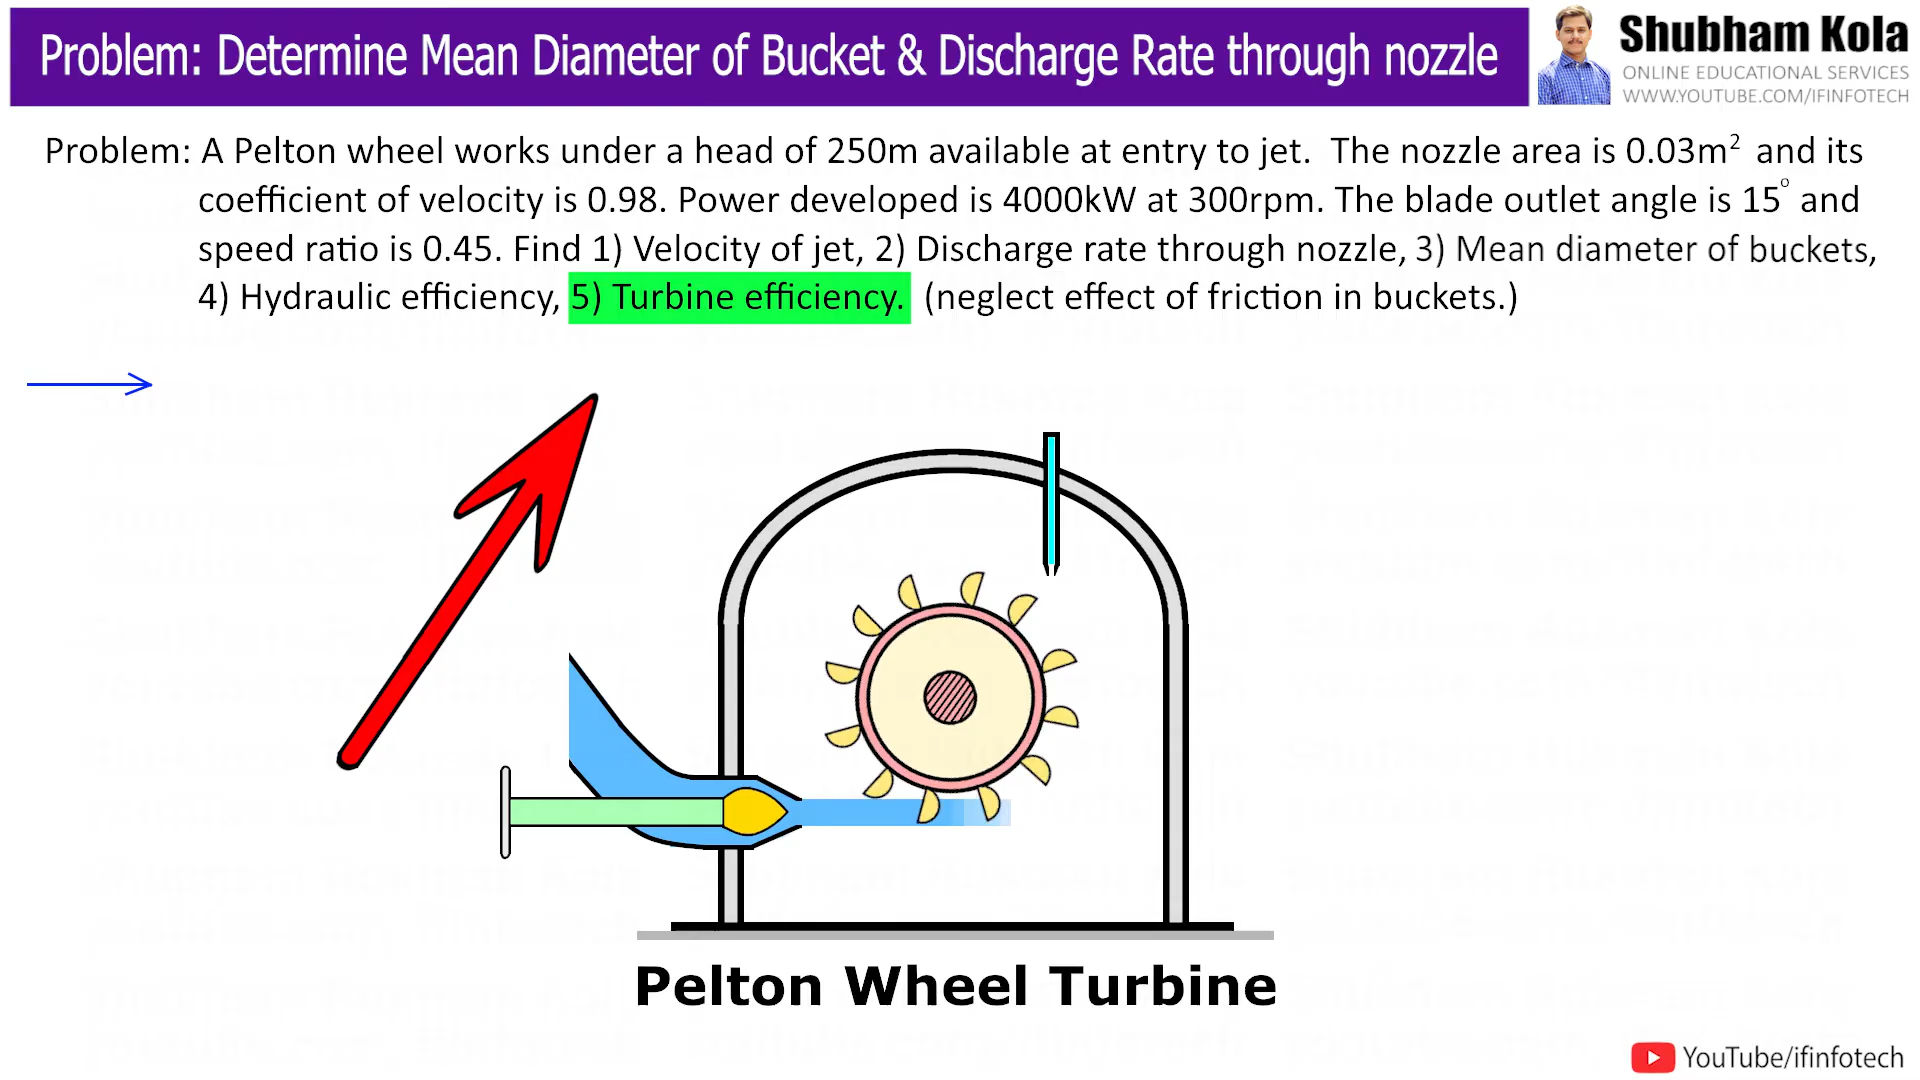 Problem: Determine Mean Diameter of Bucket & Discharge Rate through nozzle
Shubham Kola
ONLINE EDUCATIONAL SERVICES
WWW.YOUTUBE.COM/IFINFOTECH
Problem: A Pelton wheel works under a head of 250m available at entry to jet. The nozzle area is 0.03m² and its
coefficient of velocity is 0.98. Power developed is 4000kW at 300rpm. The blade outlet angle is 15° and
speed ratio is 0.45. Find 1) Velocity of jet, 2) Discharge rate through nozzle, 3) Mean diameter of buckets,
4) Hydraulic efficiency, 5) Turbine efficiency. (neglect effect of friction in buckets.)
Pelton Wheel Turbine
YouTube/ifinfotech